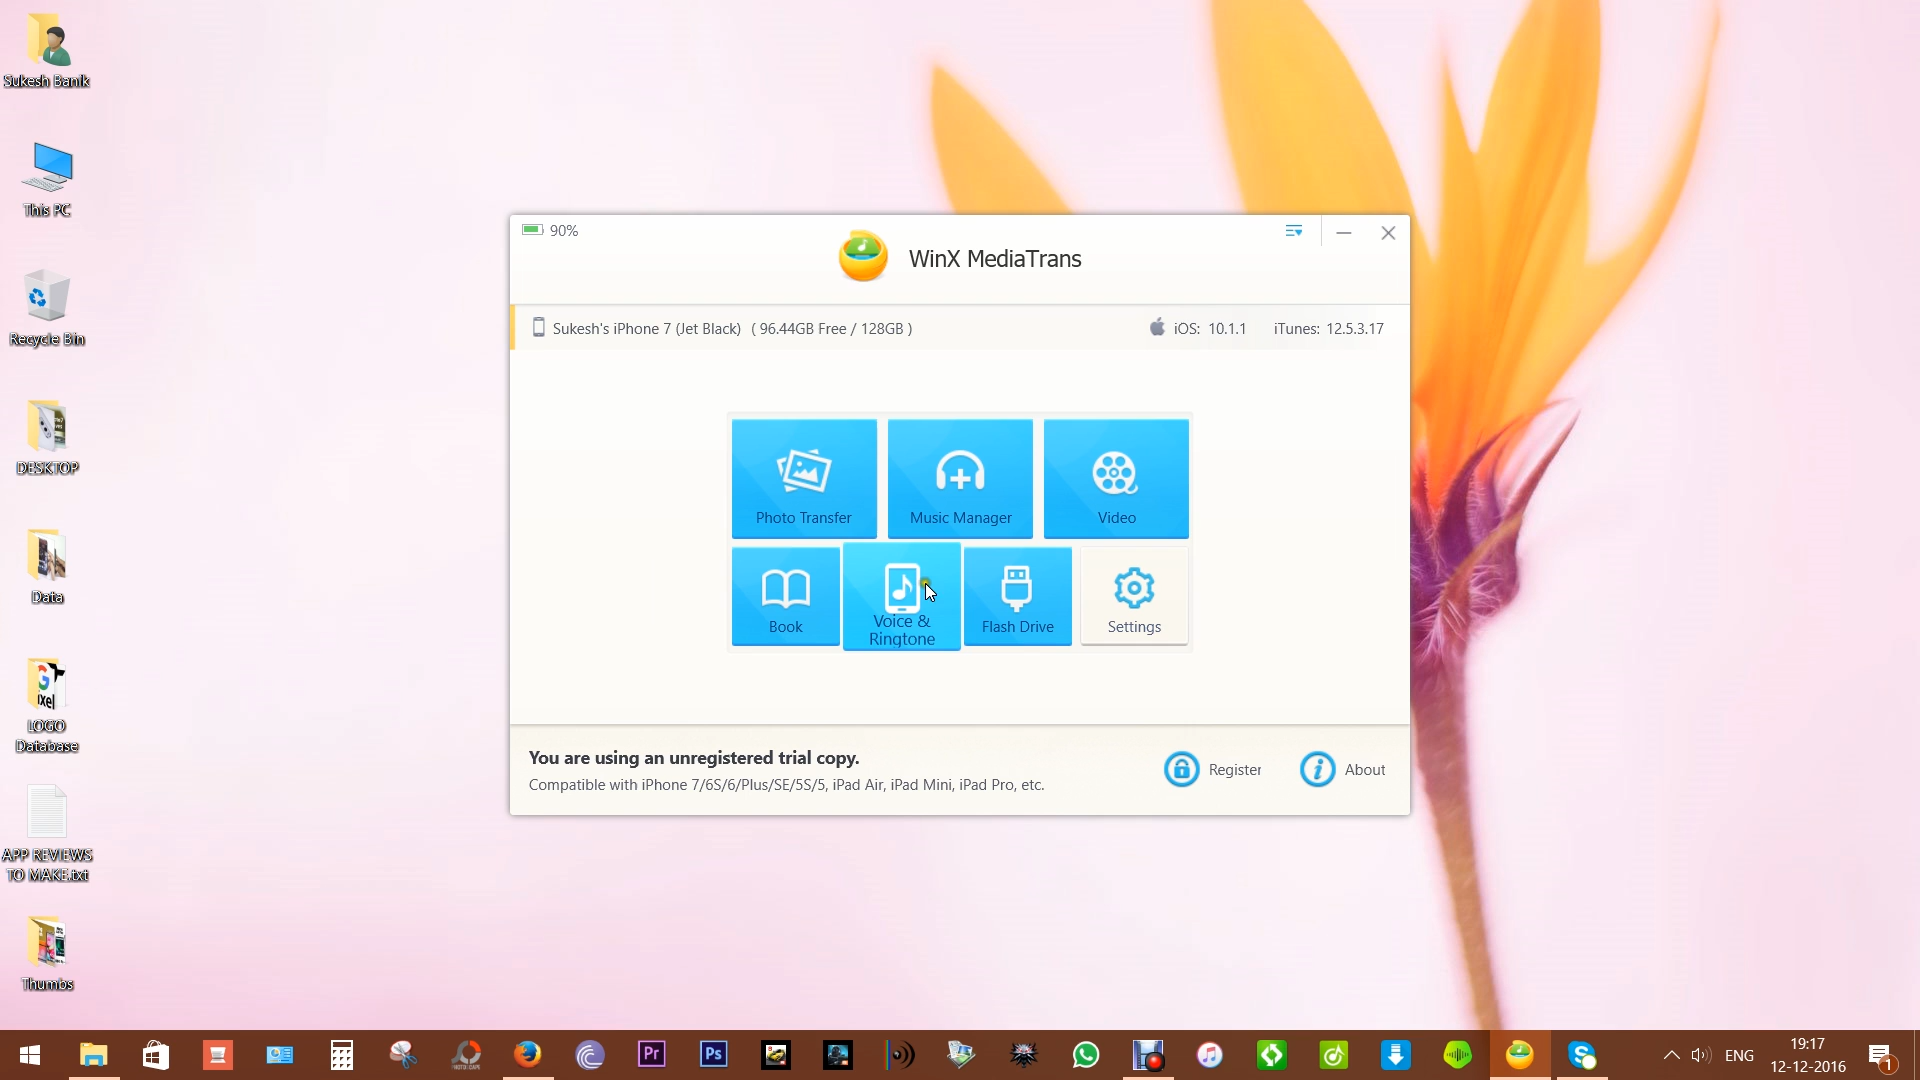 Sukesh Banik
This PC
Recycle Bin
DESKTOP
Data
LOGO
Database
APP REVIEWS
TO MAKE.txt
Thumbs
90%
WinX MediaTrans
Sukesh's iPhone 7 (Jet Black) ( 96.44GB Free / 128GB )
iOS: 10.1.1 iTunes: 12.5.3.17
Photo Transfer
Music Manager
Video
Book
Voice &
Ringtone
Flash Drive
Settings
You are using an unregistered trial copy.
Compatible with iPhone 7/6S/6/Plus/SE/5S/5, iPad Air, iPad Mini, iPad Pro, etc.
Register
About
Pr
Ps
ENG
19:17
12-12-2016
1